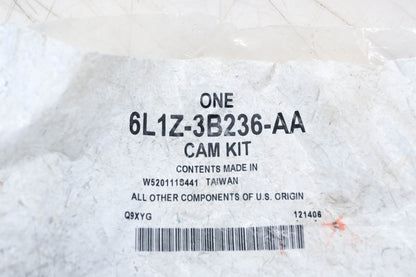 ONE
6L1Z-3B236-AA
CAM KIT
CONTENTS MADE IN
W520111S441 TAIWAN
ALL OTHER COMPONENTS OF U.S. ORIGIN
Q9XYG 121406